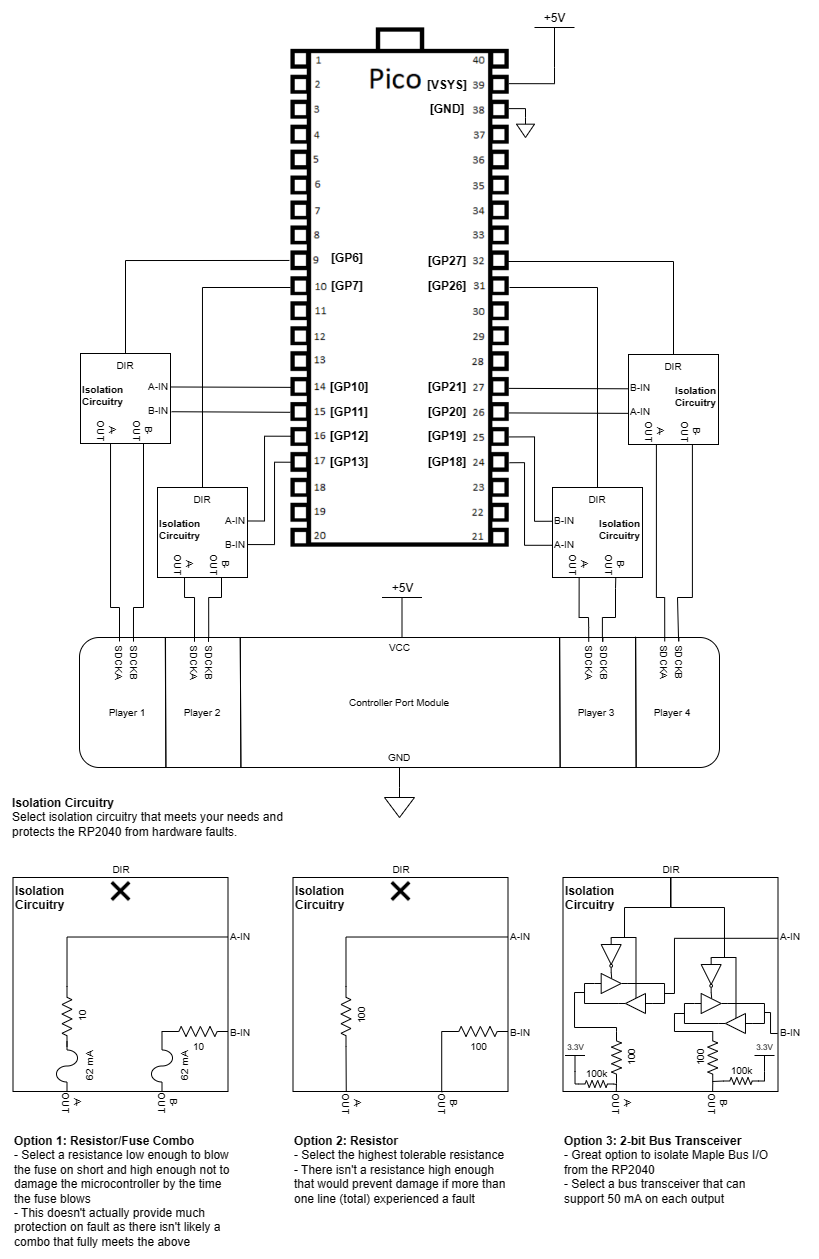 +5V
Pico
1
40
2
[VSYS] 39
3
[GND] 38
4
37
5
36
6
35
7
34
8
33
9 [GP6]
[GP27] 32
10 [GP7]
[GP26] 31
11
30
12
29
13
28
14 [GP10]
[GP21] 27
15 [GP11]
[GP20] 26
16 [GP12]
[GP19] 25
17 [GP13]
[GP18] 24
18
23
19
22
20
21
DIR
Isolation
Circuitry
A-IN
B-IN
A-
OUT
B-
OUT
DIR
Isolation
Circuitry
A-IN
B-IN
A-
OUT
B-
OUT
DIR
Isolation
Circuitry
B-IN
A-IN
A-
OUT
B-
OUT
DIR
Isolation
Circuitry
B-IN
A-IN
A-
OUT
B-
OUT
+5V
VCC
SDCKA
SDCKB
Player 1
SDCKA
SDCKB
Player 2
Controller Port Module
SDCKA
SDCKB
Player 3
SDCKA
SDCKB
Player 4
GND
Isolation Circuitry
Select isolation circuitry that meets your needs and
protects the RP2040 from hardware faults.
DIR
Isolation
Circuitry
A-IN
10
B-IN
10
62 mA
62 mA
A-
OUT
B-
OUT
Option 1: Resistor/Fuse Combo
- Select a resistance low enough to blow
the fuse on short and high enough not to
damage the microcontroller by the time
the fuse blows
- This doesn't actually provide much
protection on fault as there isn't likely a
combo that fully meets the above
DIR
Isolation
Circuitry
A-IN
100
B-IN
100
A-
OUT
B-
OUT
Option 2: Resistor
- Select the highest tolerable resistance
- There isn't a resistance high enough
that would prevent damage if more than
one line (total) experienced a fault
DIR
Isolation
Circuitry
A-IN
B-IN
3.3V
100
100
3.3V
100k
100k
A-
OUT
B-
OUT
Option 3: 2-bit Bus Transceiver
- Great option to isolate Maple Bus I/O
from the RP2040
- Select a bus transceiver that can
support 50 mA on each output